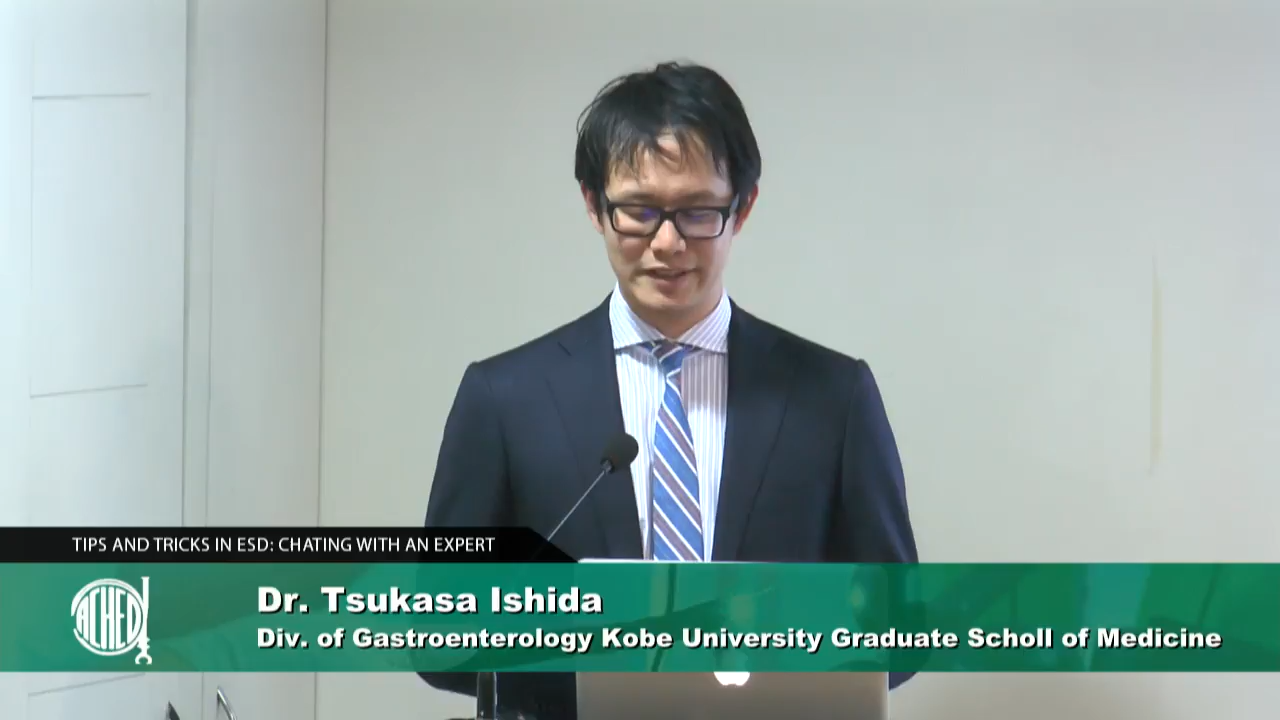 TIPS AND TRICKS IN ESD: CHATING WITH AN EXPERT
ACHED
Dr. Tsukasa Ishida
Div. of Gastroenterology Kobe University Graduate Scholl of Medicine